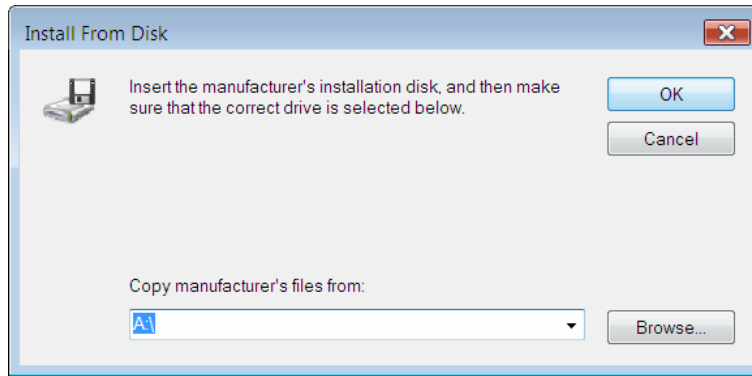 Install From Disk
Insert the manufacturer's installation disk, and then make
sure that the correct drive is selected below.
OK
Cancel
Copy manufacturer's files from:
A:\
Browse...